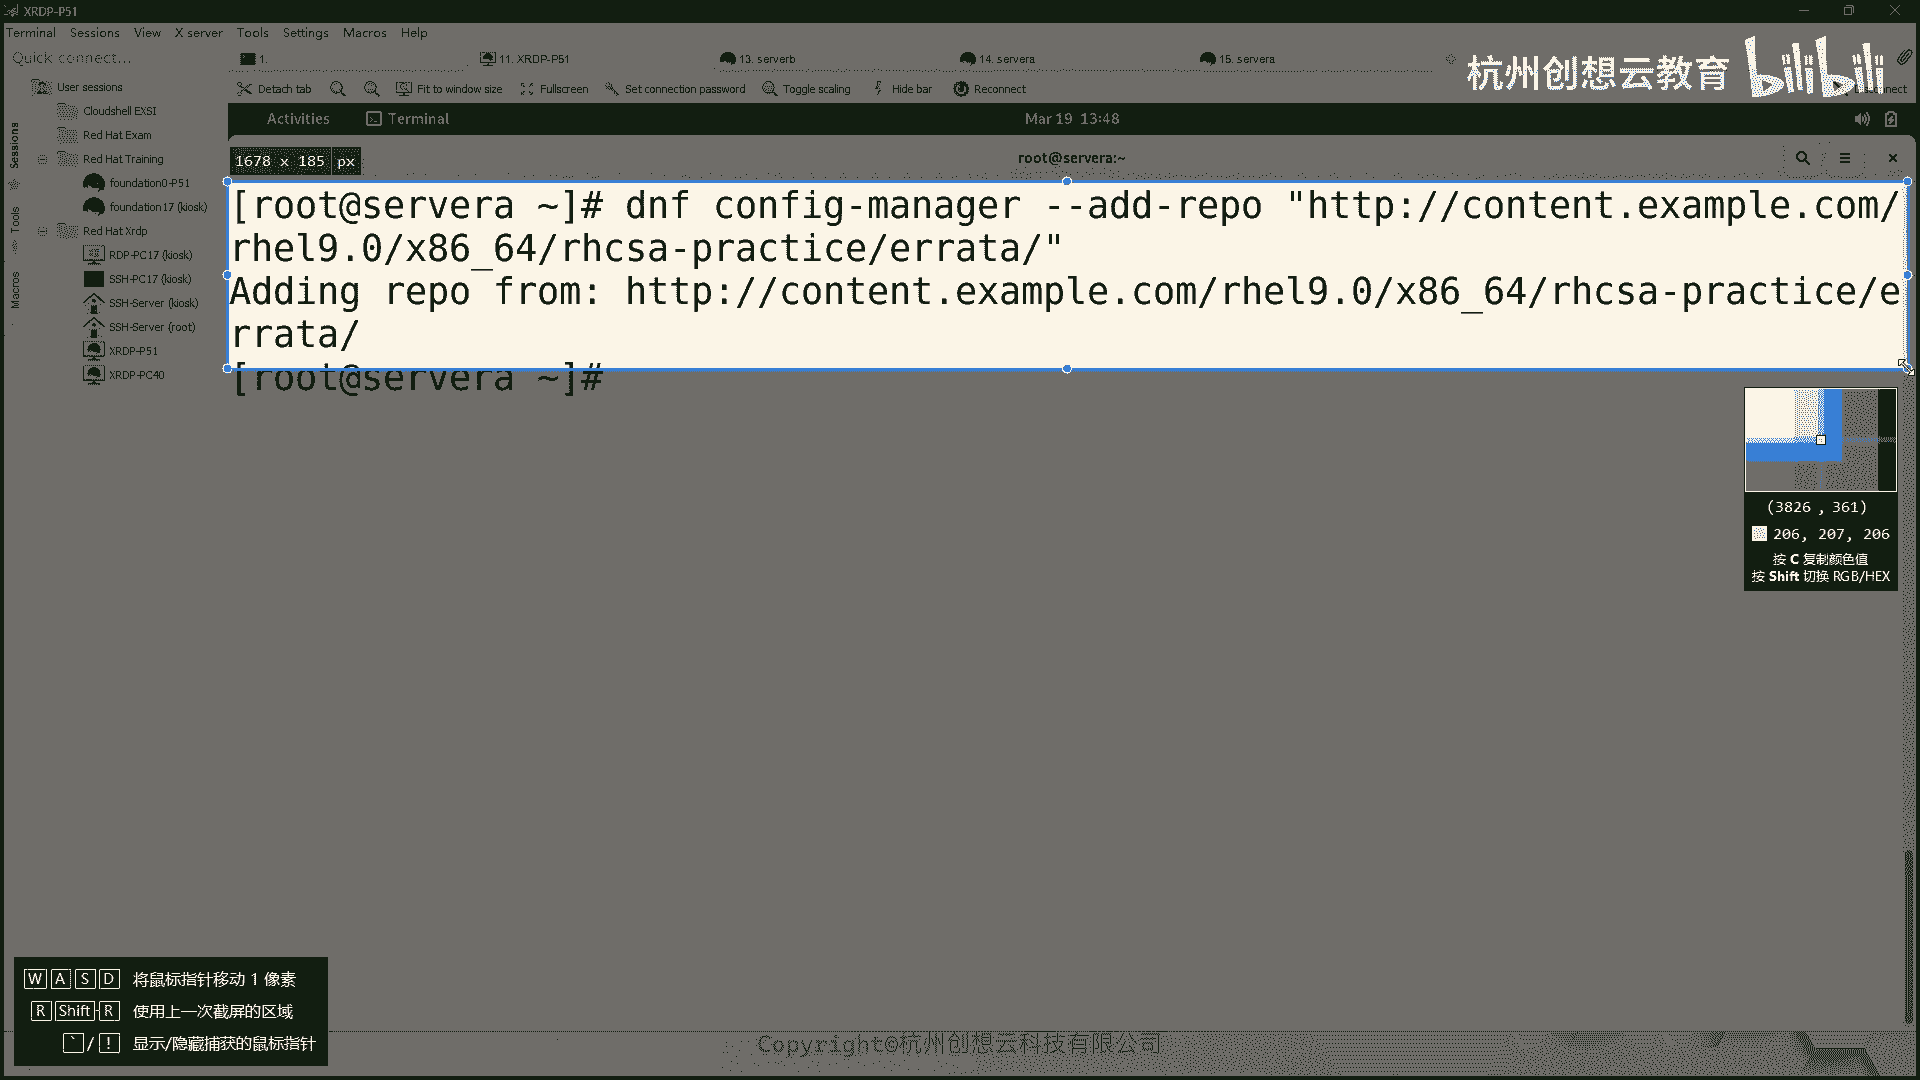 XRDP-P51
Terminal Sessions View X server Tools Settings Macros Help
Quick connect...
1. 11. XRDP-P51 13. serverb 14. servera 15. servera
杭州创想云教育 bilibili
Detach tab Fit to window size Fullscreen Set connection password Toggle scaling Hide bar Reconnect
User sessions
Cloudshell EXSI
Red Hat Exam
Red Hat Training
foundation0-P51
foundation17 (kiosk)
Red Hat Xrdp
RDP-PC17 (kiosk)
SSH-PC17 (kiosk)
SSH-Server (kiosk)
SSH-Server (root)
XRDP-P51
XRDP-PC40
Sessions
Tools
Macros
Activities Terminal Mar 19 13:48
1678 x 185 px
root@servera:~
[root@servera ~]# dnf config-manager --add-repo "http://content.example.com/
rhel9.0/x86_64/rhcsa-practice/errata/"
Adding repo from: http://content.example.com/rhel9.0/x86_64/rhcsa-practice/e
rrata/
[root@servera ~]#
(3826 , 361)
206, 207, 206
按 C 复制颜色值
按 Shift 切换 RGB/HEX
W A S D 将鼠标指针移动 1 像素
R Shift-R 使用上一次截屏的区域
` / ! 显示/隐藏捕获的鼠标指针
Copyright©杭州创想云科技有限公司